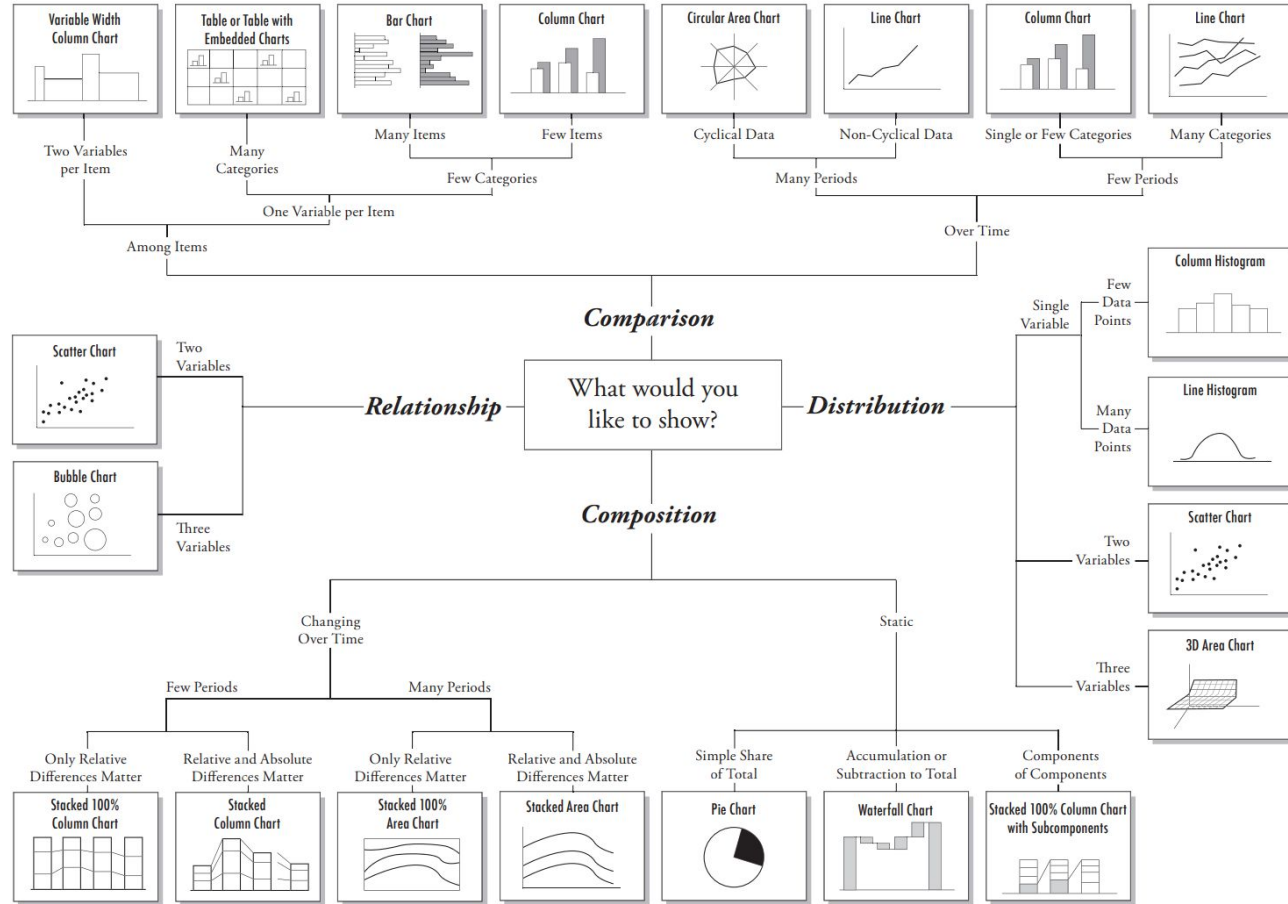 Variable Width
Column Chart
Table or Table with
Embedded Charts
Bar Chart
Column Chart
Circular Area Chart
Line Chart
Column Chart
Line Chart
Two Variables
per Item
Many
Categories
Many Items
Few Items
Cyclical Data
Non-Cyclical Data
Single or Few Categories
Many Categories
Few Categories
Many Periods
Few Periods
One Variable per Item
Among Items
Over Time
Comparison
What would you
like to show?
Relationship
Two
Variables
Scatter Chart
Three
Variables
Bubble Chart
Distribution
Single
Variable
Few
Data
Points
Column Histogram
Many
Data
Points
Line Histogram
Two
Variables
Scatter Chart
Three
Variables
3D Area Chart
Composition
Changing
Over Time
Static
Few Periods
Many Periods
Only Relative
Differences Matter
Relative and Absolute
Differences Matter
Only Relative
Differences Matter
Relative and Absolute
Differences Matter
Simple Share
of Total
Accumulation or
Subtraction to Total
Components
of Components
Stacked 100%
Column Chart
Stacked
Column Chart
Stacked 100%
Area Chart
Stacked Area Chart
Pie Chart
Waterfall Chart
Stacked 100% Column Chart
with Subcomponents